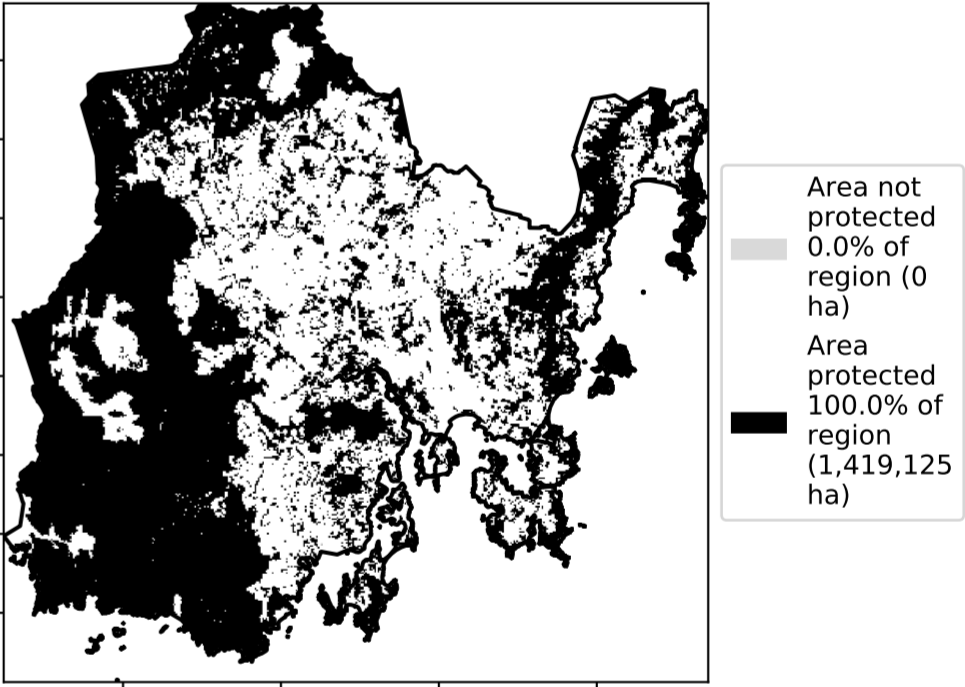 Area not
protected
0.0% of
region (0
ha)
Area
protected
100.0% of
region
(1,419,125
ha)